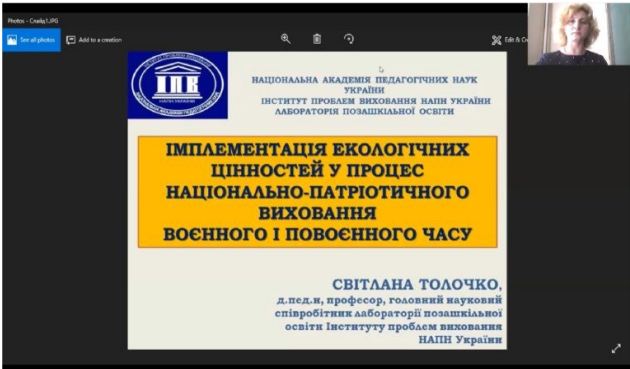 Photos - Слайд1.JPG
See all photos
Add to a creation
НАЦІОНАЛЬНА АКАДЕМІЯ ПЕДАГОГІЧНИХ НАУК
УКРАЇНИ
ІНСТИТУТ ПРОБЛЕМ ВИХОВАННЯ НАПН УКРАЇНИ
ЛАБОРАТОРІЯ ПОЗАШКІЛЬНОЇ ОСВІТИ
ІПВ
НАПН УКРАЇНИ
ІМПЛЕМЕНТАЦІЯ ЕКОЛОГІЧНИХ
ЦІННОСТЕЙ У ПРОЦЕС
НАЦІОНАЛЬНО-ПАТРІОТИЧНОГО
ВИХОВАННЯ
ВОЄННОГО І ПОВОЄННОГО ЧАСУ
СВІТЛАНА ТОЛОЧКО,
д.пед.н, професор, головний науковий
співробітник лабораторії позашкільної
освіти Інституту проблем виховання
НАПН України